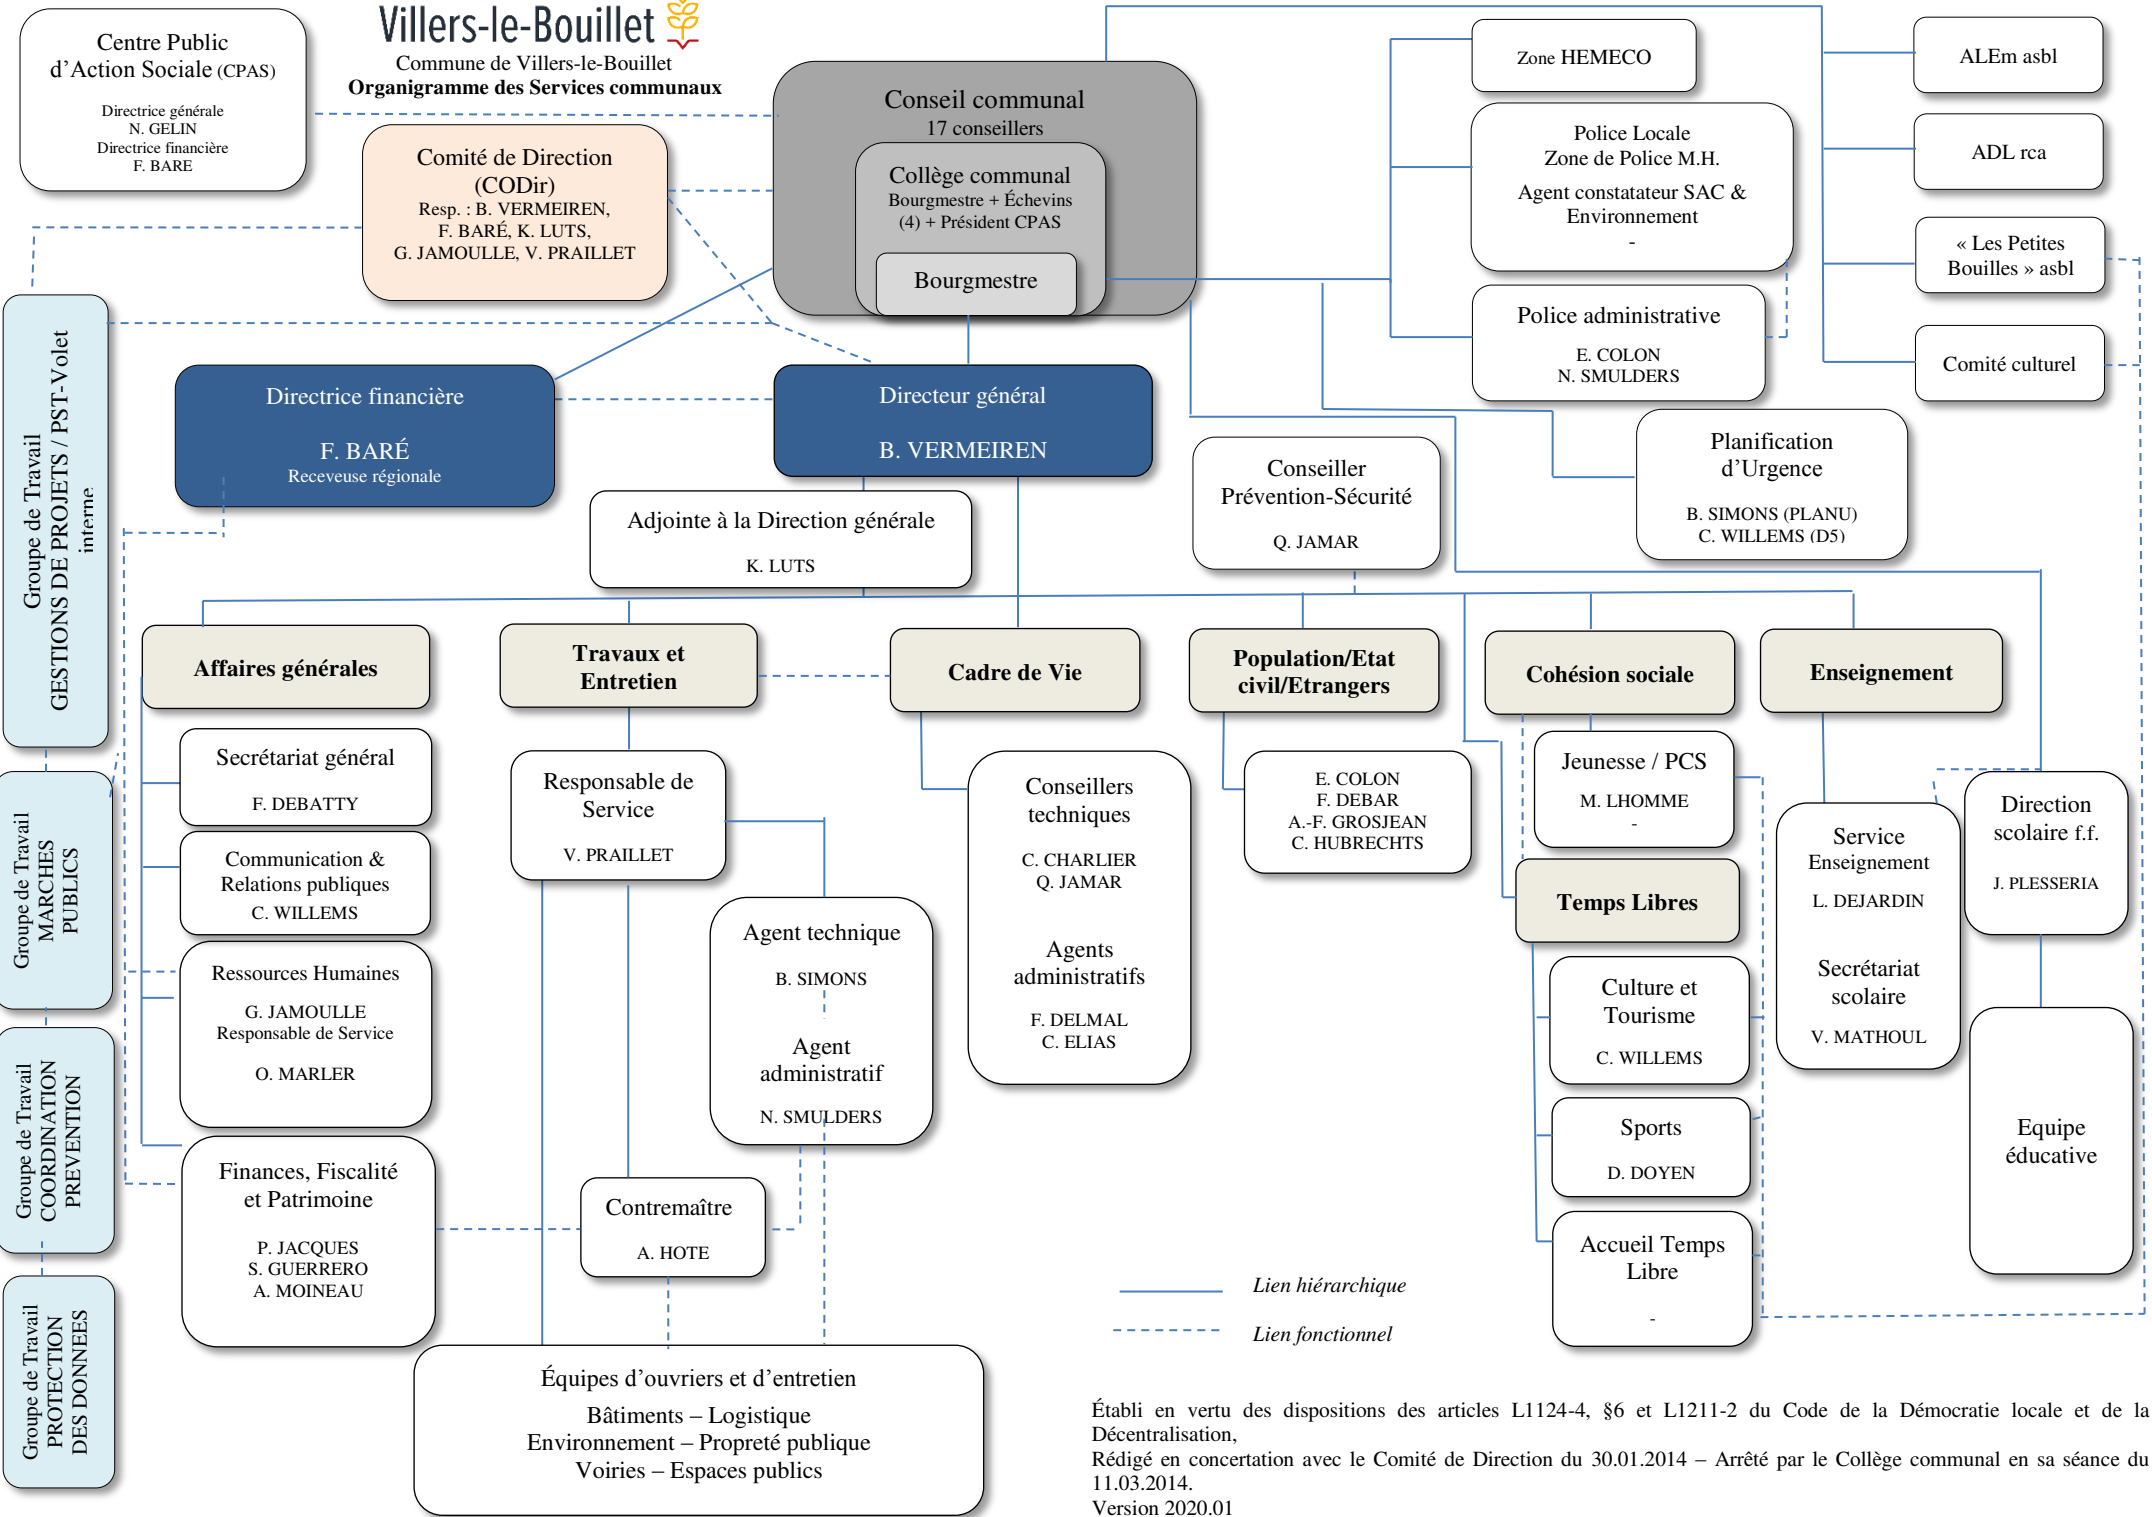 Villers-le-Bouillet
Commune de Villers-le-Bouillet
Organigramme des Services communaux
Centre Public
d'Action Sociale (CPAS)
Directrice générale
N. GELIN
Directrice financière
F. BARE
Comité de Direction
(CODir)
Resp. : B. VERMEIREN,
F. BARÉ, K. LUTS,
G. JAMOULLE, V. PRAILLET
Conseil communal
17 conseillers
Collège communal
Bourgmestre + Échevins
(4) + Président CPAS
Bourgmestre
Zone HEMECO
Police Locale
Zone de Police M.H.
Agent constatateur SAC &
Environnement
-
Police administrative
E. COLON
N. SMULDERS
ALEm asbl
ADL rca
« Les Petites
Bouilles » asbl
Comité culturel
Planification
d'Urgence
B. SIMONS (PLANU)
C. WILLEMS (D5)
Directrice financière
F. BARÉ
Receveuse régionale
Directeur général
B. VERMEIREN
Adjointe à la Direction générale
K. LUTS
Conseiller
Prévention-Sécurité
Q. JAMAR
Groupe de Travail
GESTIONS DE PROJETS / PST-Volet
interne
Groupe de Travail
MARCHES
PUBLICS
Groupe de Travail
COORDINATION
PREVENTION
Groupe de Travail
PROTECTION
DES DONNEES
Affaires générales
Secrétariat général
F. DEBATTY
Communication &
Relations publiques
C. WILLEMS
Ressources Humaines
G. JAMOULLE
Responsable de Service
O. MARLER
Finances, Fiscalité
et Patrimoine
P. JACQUES
S. GUERRERO
A. MOINEAU
Travaux et
Entretien
Responsable de
Service
V. PRAILLET
Agent technique
B. SIMONS
Agent
administratif
N. SMULDERS
Contremaître
A. HOTE
Équipes d'ouvriers et d'entretien
Bâtiments – Logistique
Environnement – Propreté publique
Voiries – Espaces publics
Cadre de Vie
Conseillers
techniques
C. CHARLIER
Q. JAMAR
Agents
administratifs
F. DELMAL
C. ELIAS
Population/Etat
civil/Etrangers
E. COLON
F. DEBAR
A.-F. GROSJEAN
C. HUBRECHTS
Cohésion sociale
Jeunesse / PCS
M. LHOMME
-
Temps Libres
Culture et
Tourisme
C. WILLEMS
Sports
D. DOYEN
Accueil Temps
Libre
-
Enseignement
Service
Enseignement
L. DEJARDIN
Secrétariat
scolaire
V. MATHOUL
Direction
scolaire f.f.
J. PLESSERIA
Equipe
éducative
Lien hiérarchique
Lien fonctionnel
Établi en vertu des dispositions des articles L1124-4, §6 et L1211-2 du Code de la Démocratie locale et de la
Décentralisation,
Rédigé en concertation avec le Comité de Direction du 30.01.2014 – Arrêté par le Collège communal en sa séance du
11.03.2014.
Version 2020.01